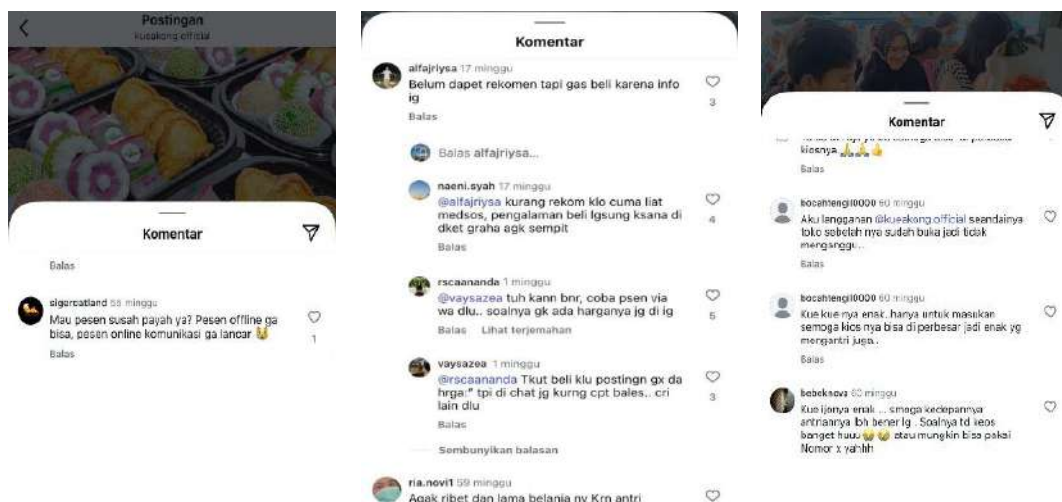 Postingan
kueakong.official
Komentar
Balas
sigercatland 58 minggu
Mau pesen susah payah ya? Pesen offline ga
bisa, pesen online komunikasi ga lancar 😿
1
Balas
Komentar
alfajriysa 17 minggu
Belum dapet rekomen tapi gas beli karena info
ig
3
Balas
Balas alfajriysa...
naeni.syah 17 minggu
@alfajriysa kurang rekom klo cuma liat
medsos, pengalaman beli lgsung ksana di
dket graha agk sempit
4
Balas
rscaananda 1 minggu
@vaysazea tuh kann bnr, coba psen via
wa dlu.. soalnya gk ada harganya jg di ig
5
Balas Lihat terjemahan
vaysazea 1 minggu
@rscaananda Tkut beli klu postingn gx da
hrga:" tpi di chat jg kurng cpt bales.. cri
lain dlu
3
Balas
Sembunyikan balasan
ria.novi1 59 minggu
Agak ribet dan lama belanja ny Krn antri
Komentar
kiosnya 🙏🙏👍
Balas
bocahtengil0000 60 minggu
Aku langganan @kueakong.official seandainya
toko sebelah nya sudah buka jadi tidak
menganggu..
Balas
bocahtengil0000 60 minggu
Kue kue nya enak. hanya untuk masukan
semoga kios nya bisa di perbesar jadi enak yg
mengantri juga..
Balas
60 minggu
Kue ijonya enak ... smoga kedepannya
antriannya lbh bener lg . Soalnya td keos
banget huuu😭😭 atau mungkin bisa pakai
Nomor x yahhh